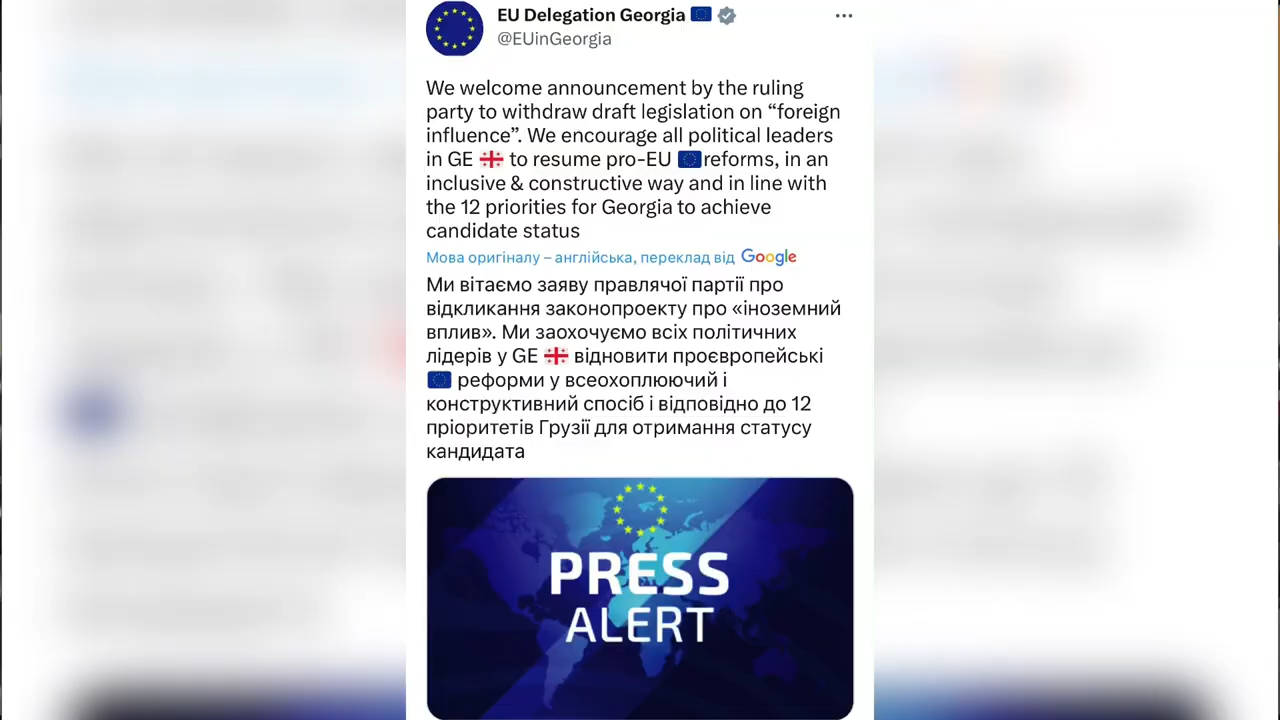 EU Delegation Georgia
@EUinGeorgia
We welcome announcement by the ruling
party to withdraw draft legislation on “foreign
influence”. We encourage all political leaders
in GE to resume pro-EU reforms, in an
inclusive & constructive way and in line with
the 12 priorities for Georgia to achieve
candidate status
Мова оригіналу – англійська, переклад від Google
Ми вітаємо заяву правлячої партії про
відкликання законопроекту про «іноземний
вплив». Ми заохочуємо всіх політичних
лідерів у GE відновити проєвропейські
реформи у всеохоплюючий і
конструктивний спосіб і відповідно до 12
пріоритетів Грузії для отримання статусу
кандидата
PRESS
ALERT